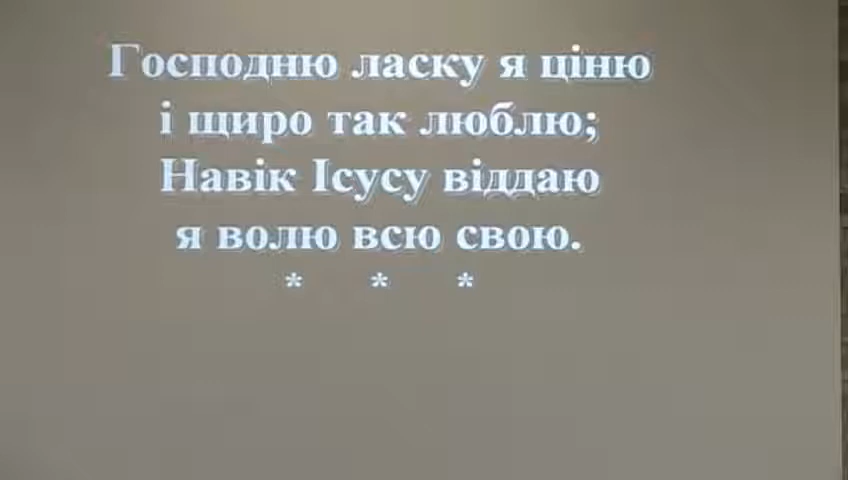 Господню ласку я ціню
і щиро так люблю;
Навік Ісусу віддаю
я волю всю свою.
* * *